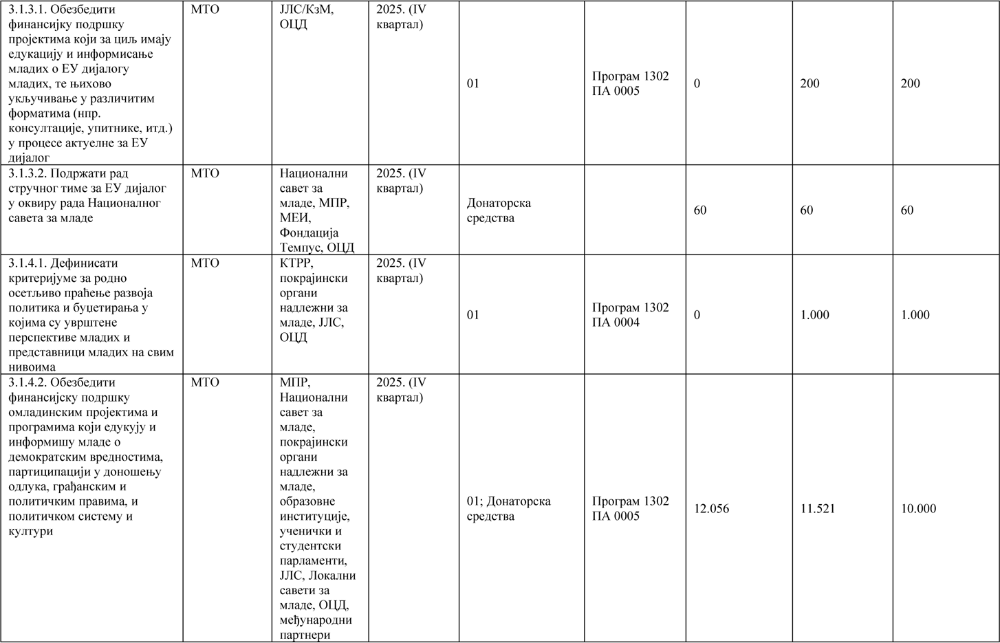 3.1.3.1. Обезбедити
финансијку подршку
пројектима који за циљ имају
едукацију и информисање
младих о ЕУ дијалогу
младих, те њихово
укључивање у различитим
форматима (нпр.
консултације, упитнике, итд.)
у процесе актуелне за ЕУ
дијалог
МТО
ЈЛС/КзМ,
ОЦД
2025. (IV
квартал)
01
Програм 1302
ПА 0005
0
200
200
3.1.3.2. Подржати рад
стручног тиме за ЕУ дијалог
у оквиру рада Националног
савета за младе
МТО
Национални
савет за
младе, МПР,
МЕИ,
Фондација
Темпус, ОЦД
2025. (IV
квартал)
Донаторска
средства
60
60
60
3.1.4.1. Дефинисати
критеријуме за родно
осетљиво праћење развоја
политика и буџетирања у
којима су уврштене
перспективе младих и
представници младих на свим
нивоима
МТО
КТРР,
покрајински
органи
надлежни за
младе, ЈЛС,
ОЦД
2025. (IV
квартал)
01
Програм 1302
ПА 0004
0
1.000
1.000
3.1.4.2. Обезбедити
финансијску подршку
омладинским пројектима и
програмима који едукују и
информишу младе о
демократским вредностима,
партиципацији у доношењу
одлука, грађанским и
политичким правима, и
политичком систему и
култури
МТО
МПР,
Национални
савет за
младе,
покрајински
органи
надлежни за
младе,
образовне
институције,
ученички и
студентски
парламенти,
ЈЛС, Локални
савети за
младе, ОЦД,
међународни
партнери
2025. (IV
квартал)
01; Донаторска
средства
Програм 1302
ПА 0005
12.056
11.521
10.000